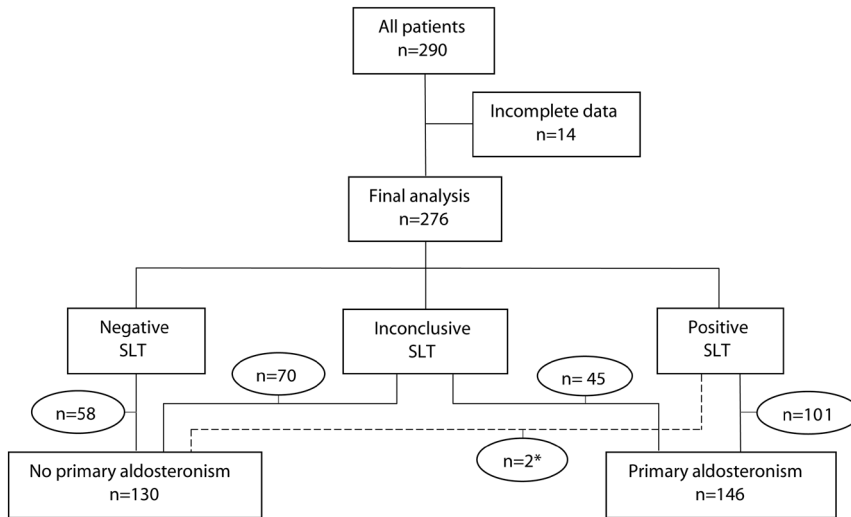 All patients
n=290
Incomplete data
n=14
Final analysis
n=276
Negative
SLT
Inconclusive
SLT
Positive
SLT
n=70
n= 45
n=58
n=101
n=2*
No primary aldosteronism
n=130
Primary aldosteronism
n=146